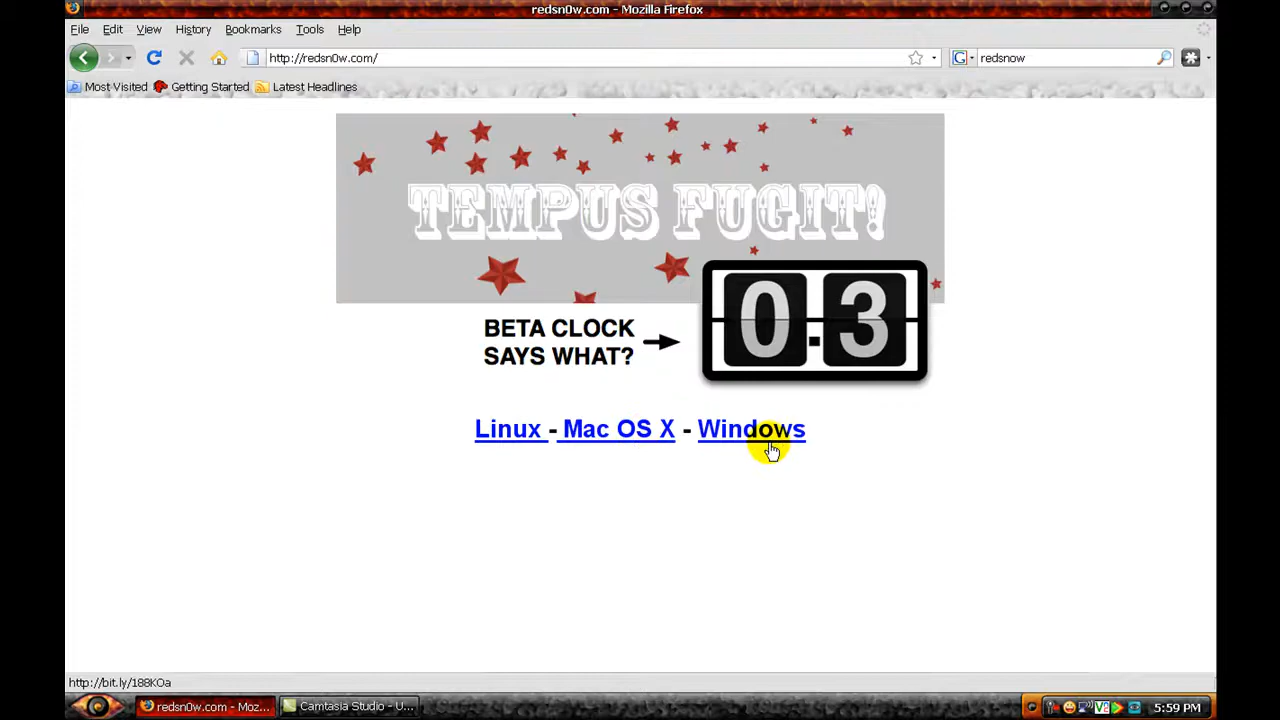 redsn0w.com - Mozilla Firefox
File Edit View History Bookmarks Tools Help
http://redsn0w.com/
redsnow
Most Visited Getting Started Latest Headlines
TEMPUS FUGIT!
BETA CLOCK
SAYS WHAT?
0.3
Linux - Mac OS X - Windows
http://bit.ly/188KOa
redsn0w.com - Moz... Camtasia Studio - U... 5:59 PM